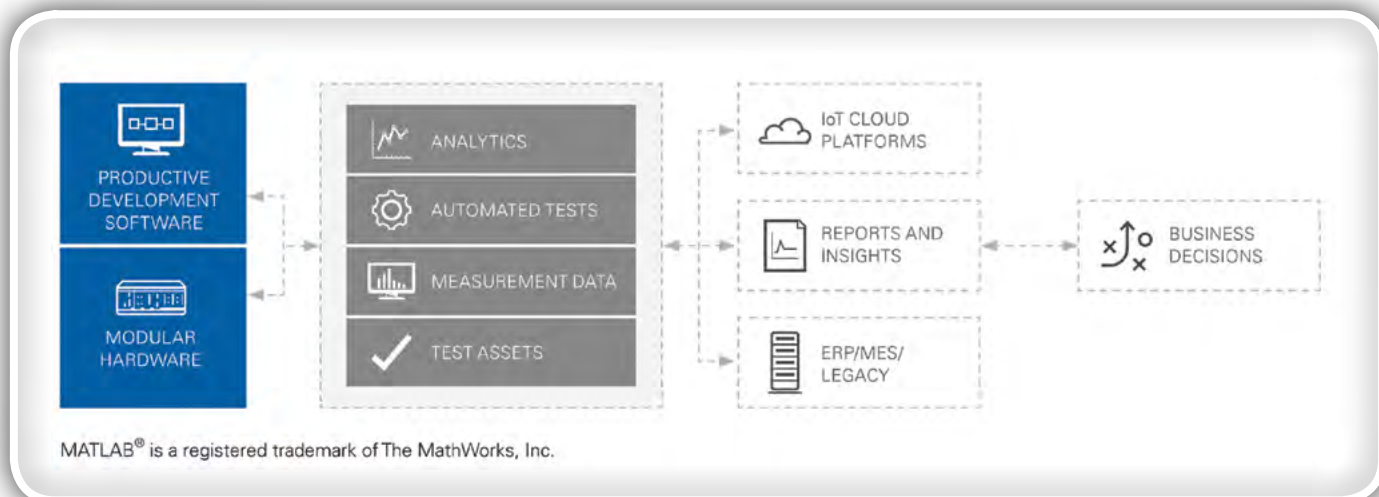 PRODUCTIVE
DEVELOPMENT
SOFTWARE
MODULAR
HARDWARE
ANALYTICS
AUTOMATED TESTS
MEASUREMENT DATA
TEST ASSETS
IoT CLOUD
PLATFORMS
REPORTS AND
INSIGHTS
ERP/MES/
LEGACY
BUSINESS
DECISIONS
MATLAB® is a registered trademark of The MathWorks, Inc.